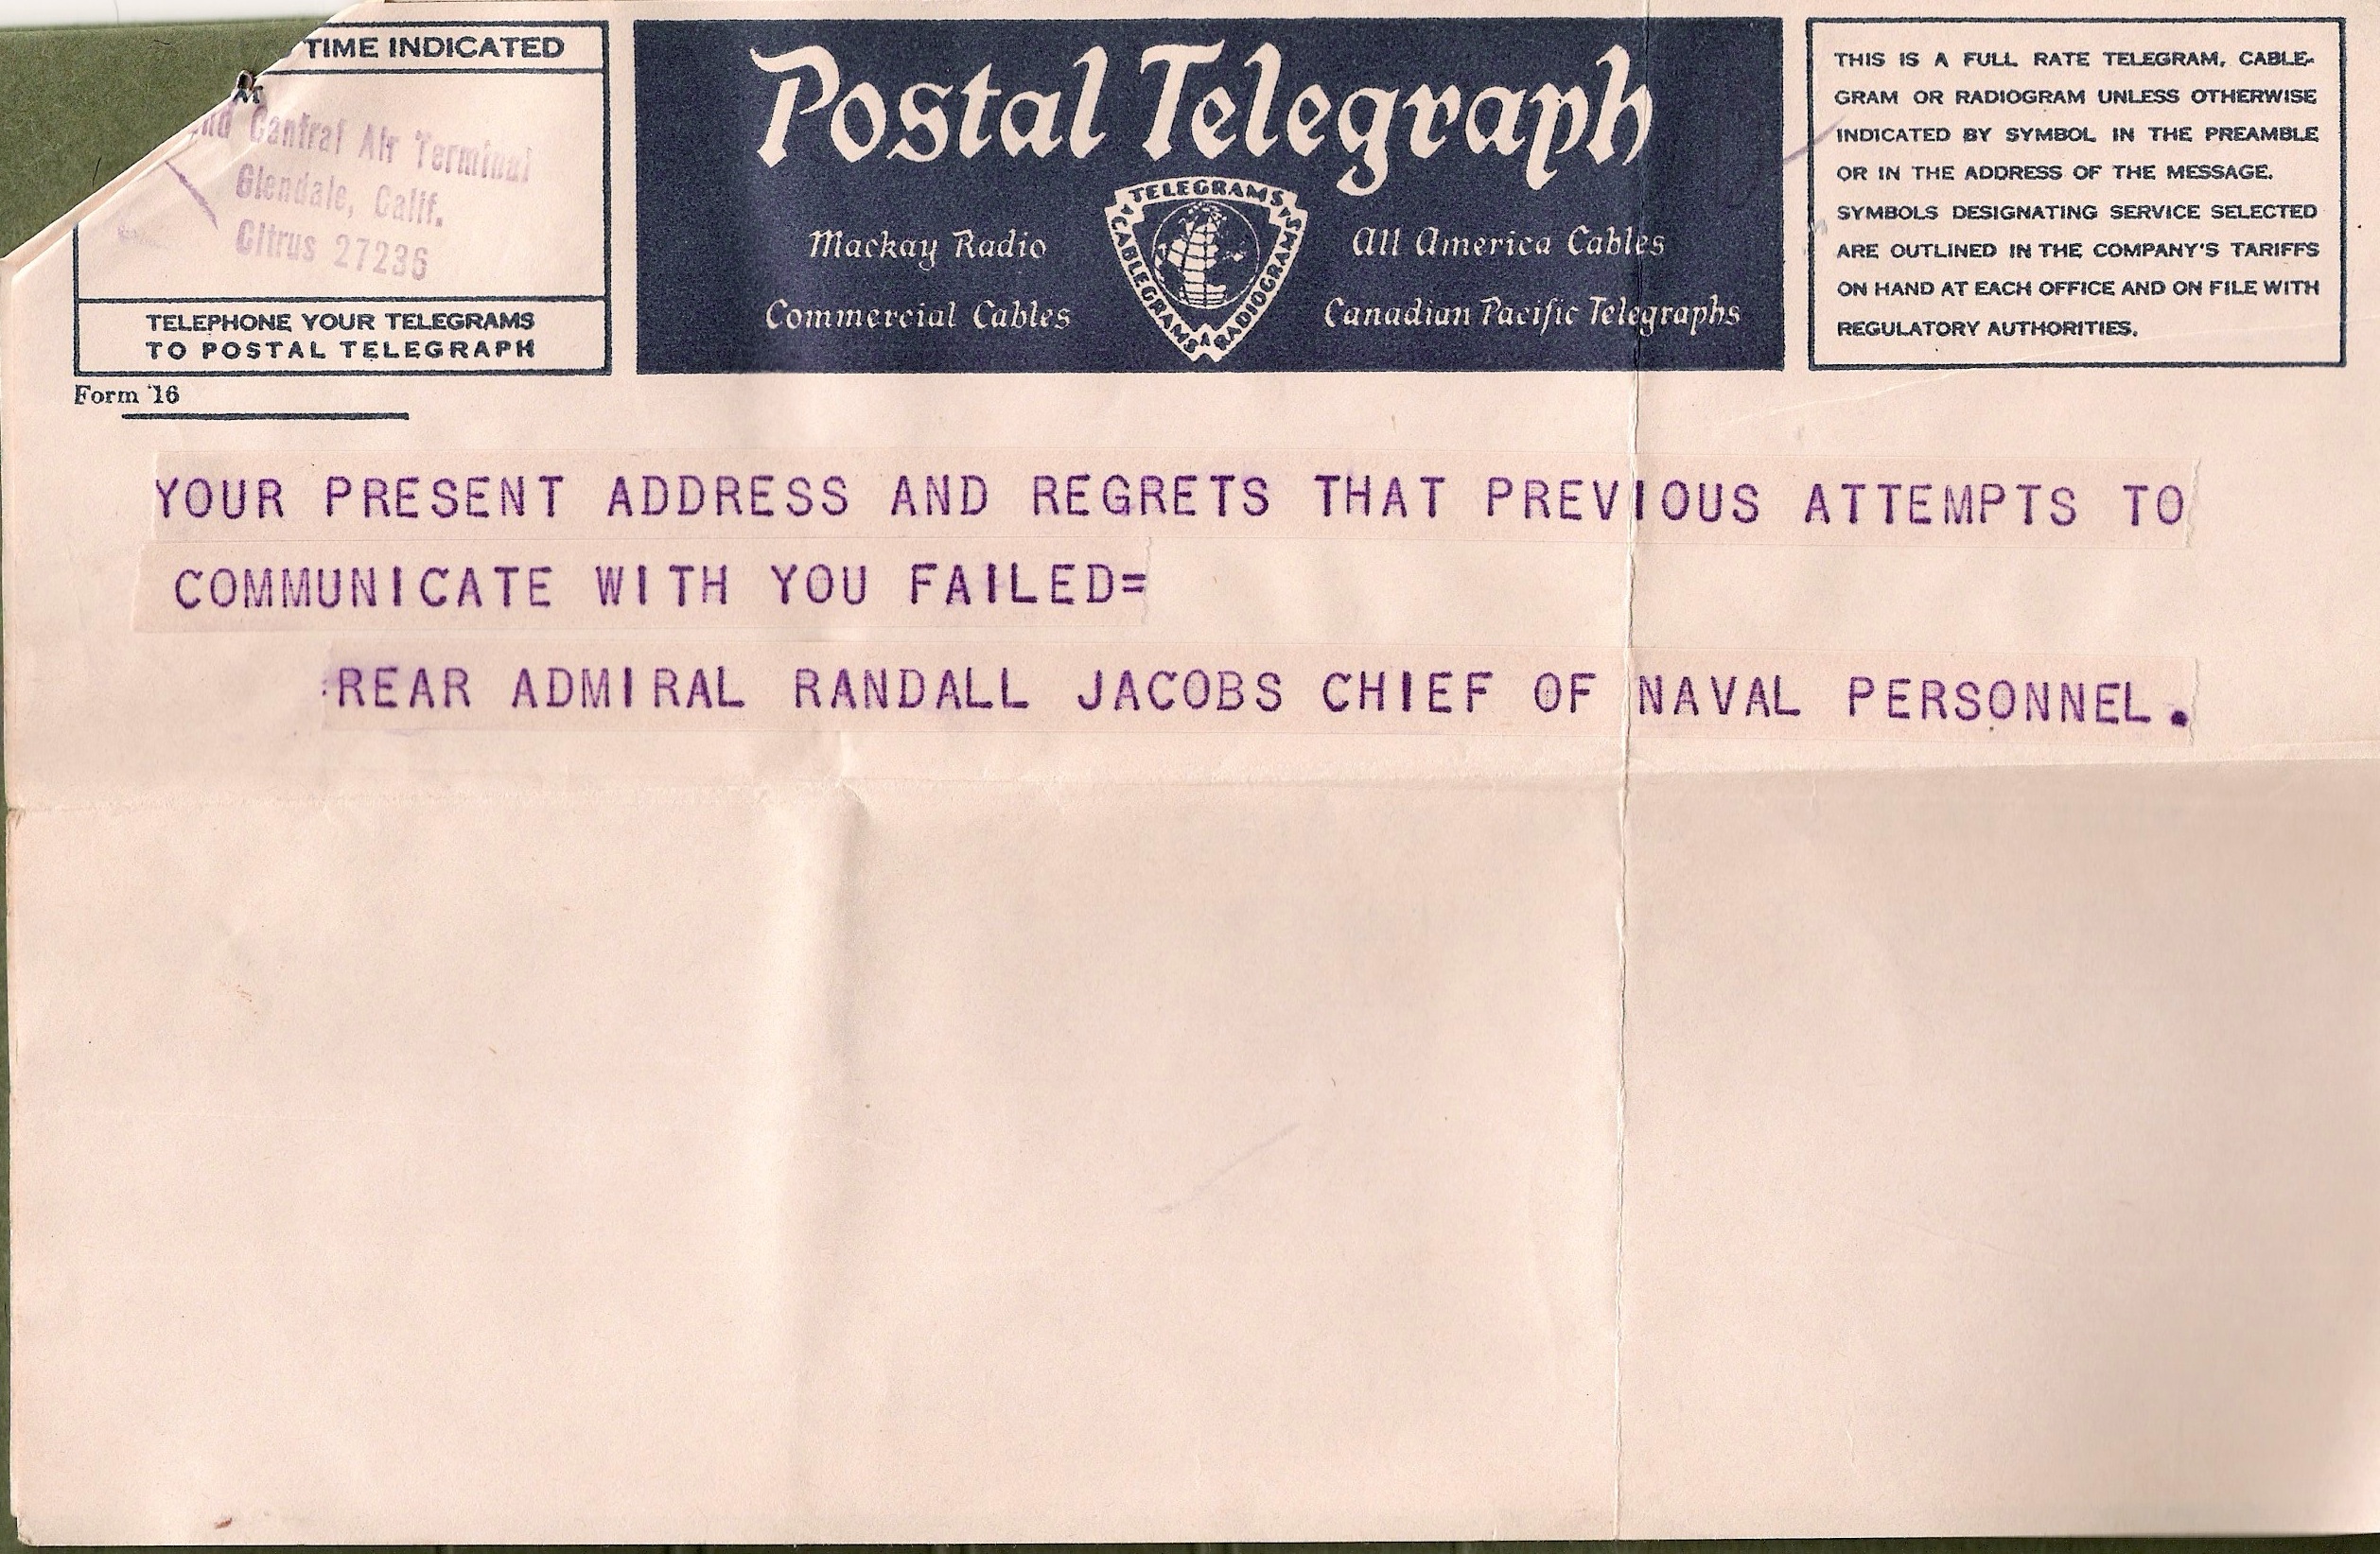 TIME INDICATED
Cantral Air Terminal
Glendale, Calif.
Citrus 27236
TELEPHONE YOUR TELEGRAMS
TO POSTAL TELEGRAPH
Form 16
Postal Telegraph
Mackay Radio
Commercial Cables
TELEGRAMS
CABLEGRAMS
RADIOGRAMS
All America Cables
Canadian Pacific Telegraphs
THIS IS A FULL RATE TELEGRAM, CABLE-
GRAM OR RADIOGRAM UNLESS OTHERWISE
INDICATED BY SYMBOL IN THE PREAMBLE
OR IN THE ADDRESS OF THE MESSAGE.
SYMBOLS DESIGNATING SERVICE SELECTED
ARE OUTLINED IN THE COMPANY'S TARIFFS
ON HAND AT EACH OFFICE AND ON FILE WITH
REGULATORY AUTHORITIES.
YOUR PRESENT ADDRESS AND REGRETS THAT PREVIOUS ATTEMPTS TO
COMMUNICATE WITH YOU FAILED=
:REAR ADMIRAL RANDALL JACOBS CHIEF OF NAVAL PERSONNEL.